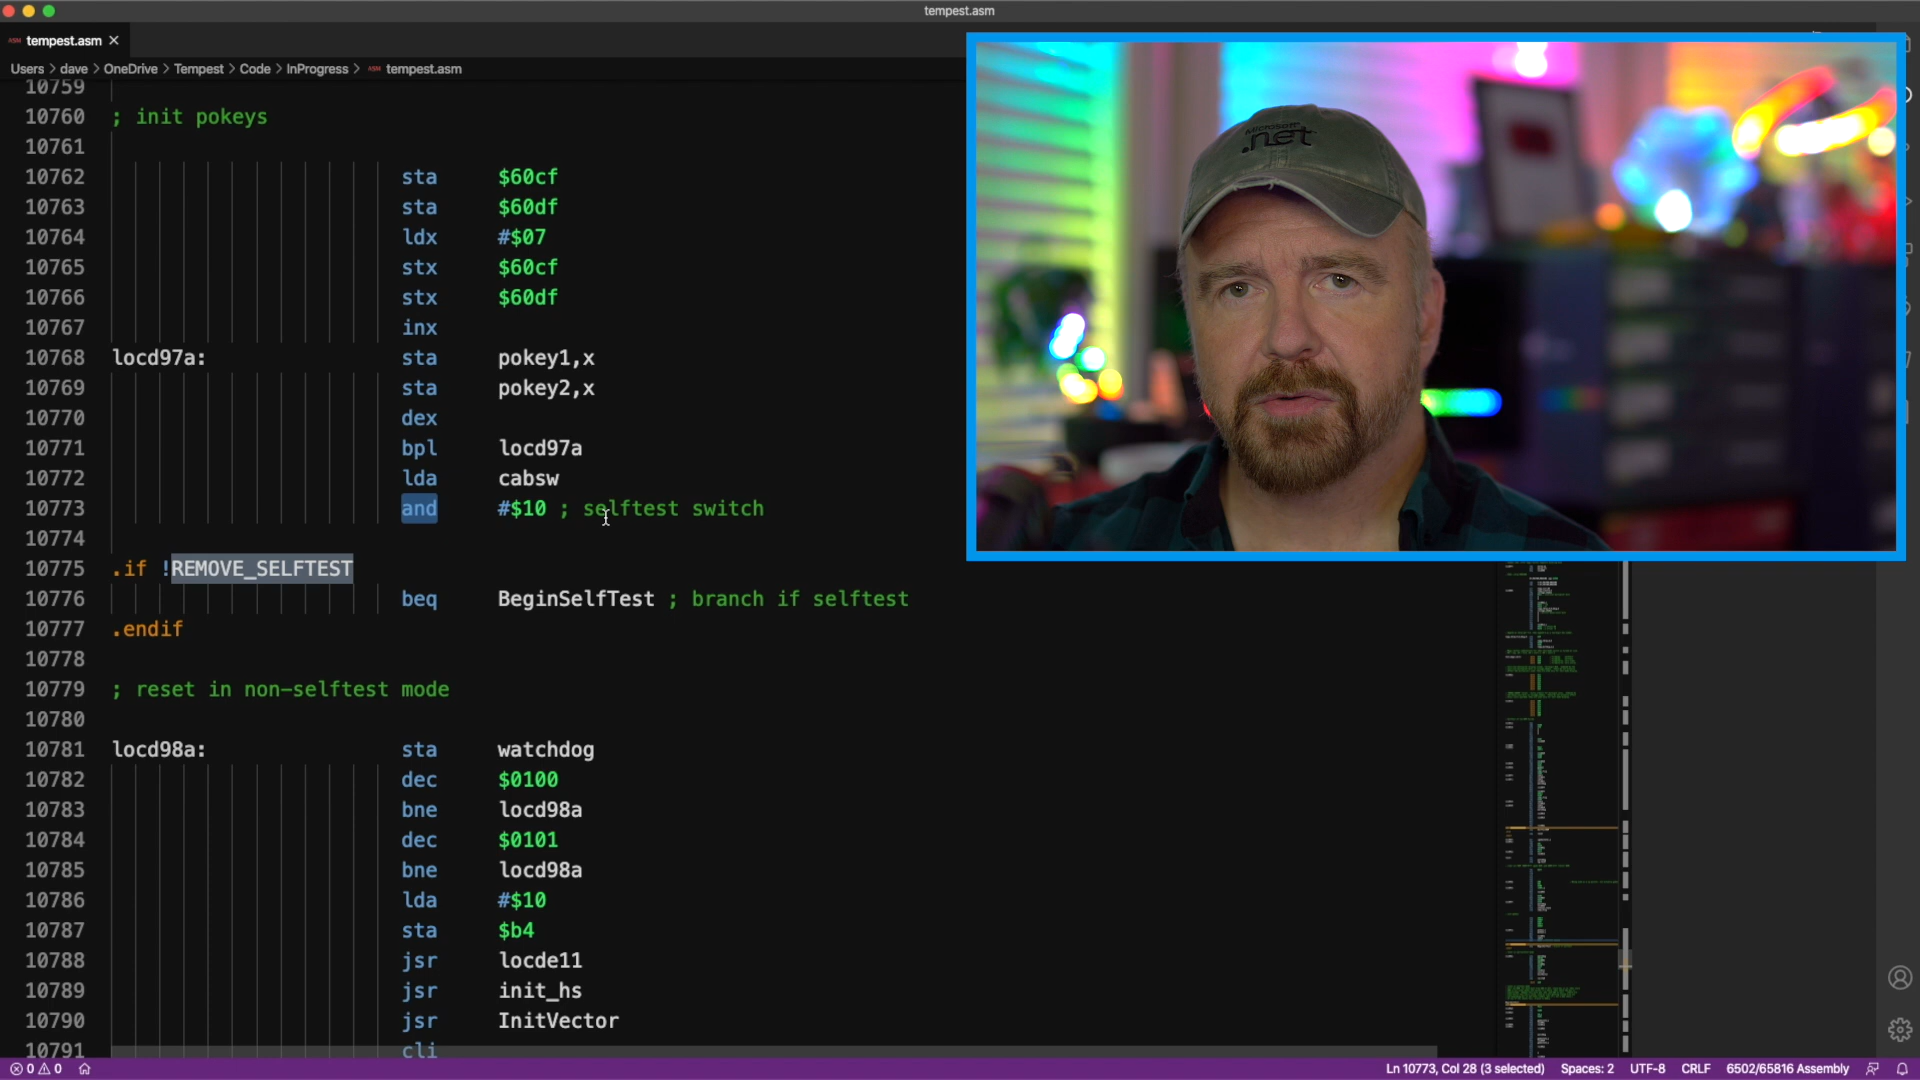 tempest.asm
ASM tempest.asm
Users > dave > OneDrive > Tempest > Code > InProgress > ASM tempest.asm
10759
10760 ; init pokeys
10761
10762 sta $60cf
10763 sta $60df
10764 ldx #$07
10765 stx $60cf
10766 stx $60df
10767 inx
10768 locd97a: sta pokey1,x
10769 sta pokey2,x
10770 dex
10771 bpl locd97a
10772 lda cabsw
10773 and #$10 ; selftest switch
10774
10775 .if !REMOVE_SELFTEST
10776 beq BeginSelfTest ; branch if selftest
10777 .endif
10778
10779 ; reset in non-selftest mode
10780
10781 locd98a: sta watchdog
10782 dec $0100
10783 bne locd98a
10784 dec $0101
10785 bne locd98a
10786 lda #$10
10787 sta $b4
10788 jsr locde11
10789 jsr init_hs
10790 jsr InitVector
10791 cli
Microsoft
.net
0 0 Ln 10773, Col 28 (3 selected) Spaces: 2 UTF-8 CRLF 6502/65816 Assembly